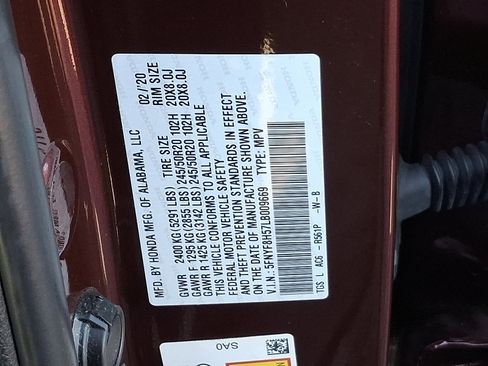 MFD. BY HONDA MFG. OF ALABAMA, LLC 02/'20
GVWR 2400 KG (5291 LBS) TIRE SIZE RIM SIZE
GAWR F 1295 KG (2855 LBS) 245/50R20 102H 20X8.0J
GAWR R 1425 KG (3142 LBS) 245/50R20 102H 20X8.0J
THIS VEHICLE CONFORMS TO ALL APPLICABLE
FEDERAL MOTOR VEHICLE SAFETY
AND THEFT PREVENTION STANDARDS IN EFFECT
ON THE DATE OF MANUFACTURE SHOWN ABOVE.
V.I.N.: 5FNYF8H57LB009669 TYPE: MPV
TGS L AC6 - R561P -W-B
SA0